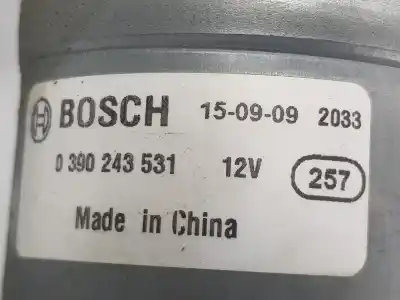 BOSCH 15-09-09 2033
0 390 243 531 12V 257
Made in China